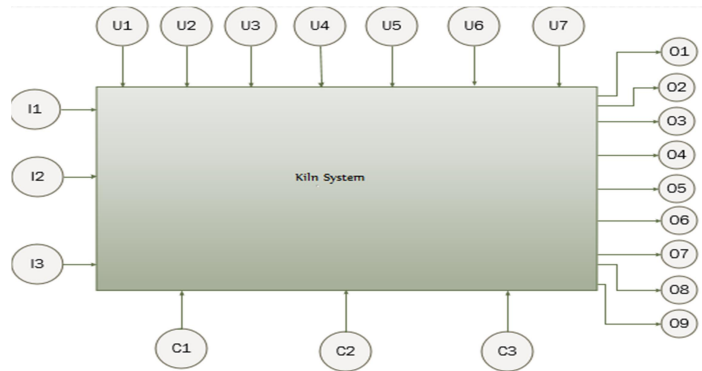 U1 U2 U3 U4 U5 U6 U7
O1
O2
I1
O3
O4
I2
Kiln System
O5
O6
O7
I3
O8
O9
C1 C2 C3